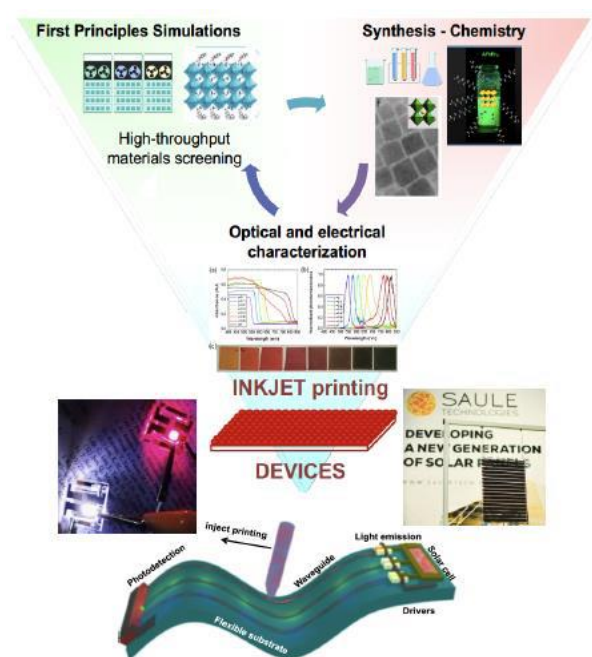 First Principles Simulations
Synthesis - Chemistry
High-throughput
materials screening
Optical and electrical
characterization
(a)
(b)
(c)
INKJET printing
DEVICES
SAULE
TECHNOLOGIES
DEVELOPING
A NEW GENERATION
OF SOLAR PANELS
inject printing
Photodetection
Waveguide
Light emission
Solar cell
Drivers
Flexible substrate